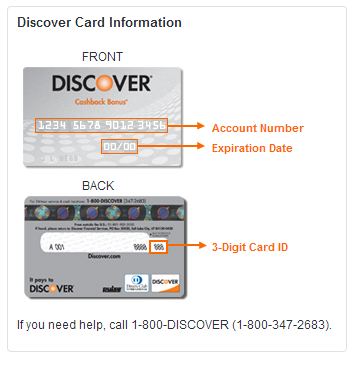 Discover Card Information
FRONT
DISCOVER
Cashback Bonus
1234 5678 9012 3456
Account Number
00/00
Expiration Date
BACK
1-800-DISCOVER (347-2683)
A 001 8888 888
3-Digit Card ID
Discover.com
It pays to
DISCOVER
DISCOVER
If you need help, call 1-800-DISCOVER (1-800-347-2683).